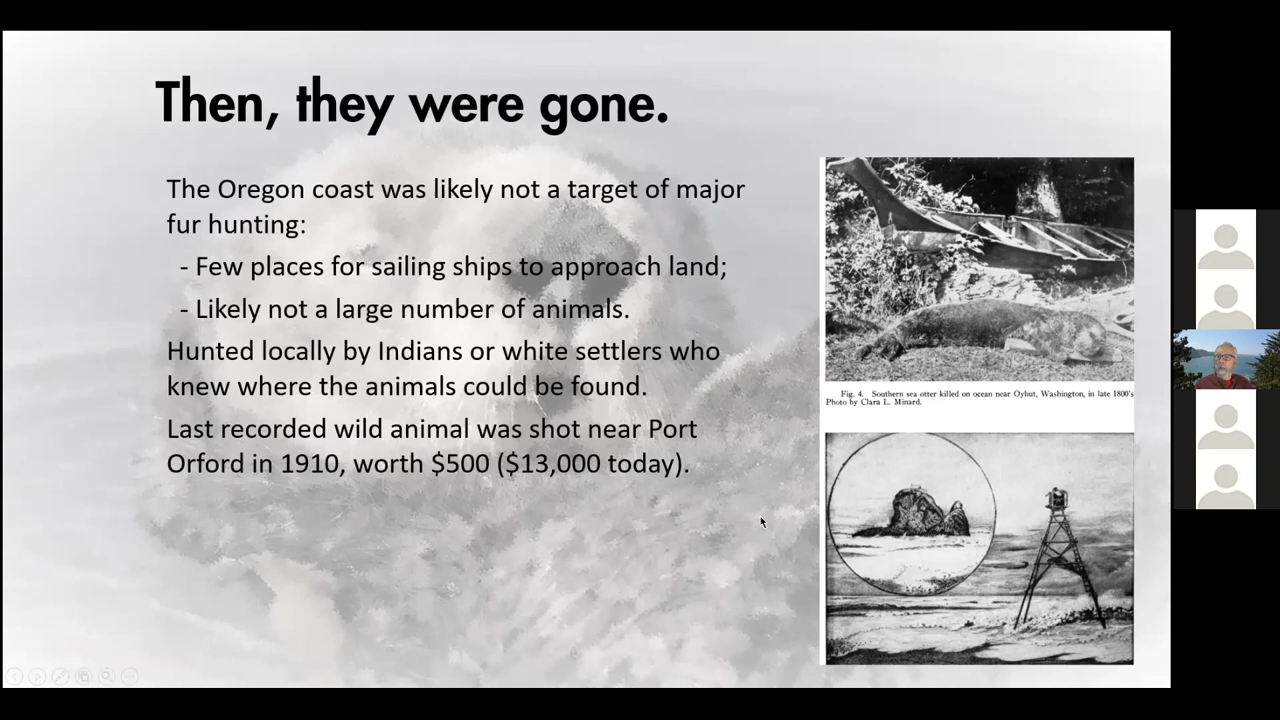 Then, they were gone.
The Oregon coast was likely not a target of major
fur hunting:
- Few places for sailing ships to approach land;
- Likely not a large number of animals.
Hunted locally by Indians or white settlers who
knew where the animals could be found.
Last recorded wild animal was shot near Port
Orford in 1910, worth $500 ($13,000 today).
Fig. 4. Southern sea otter killed on ocean near Oyhut, Washington, in late 1800's
Photo by Clara L. Minard.